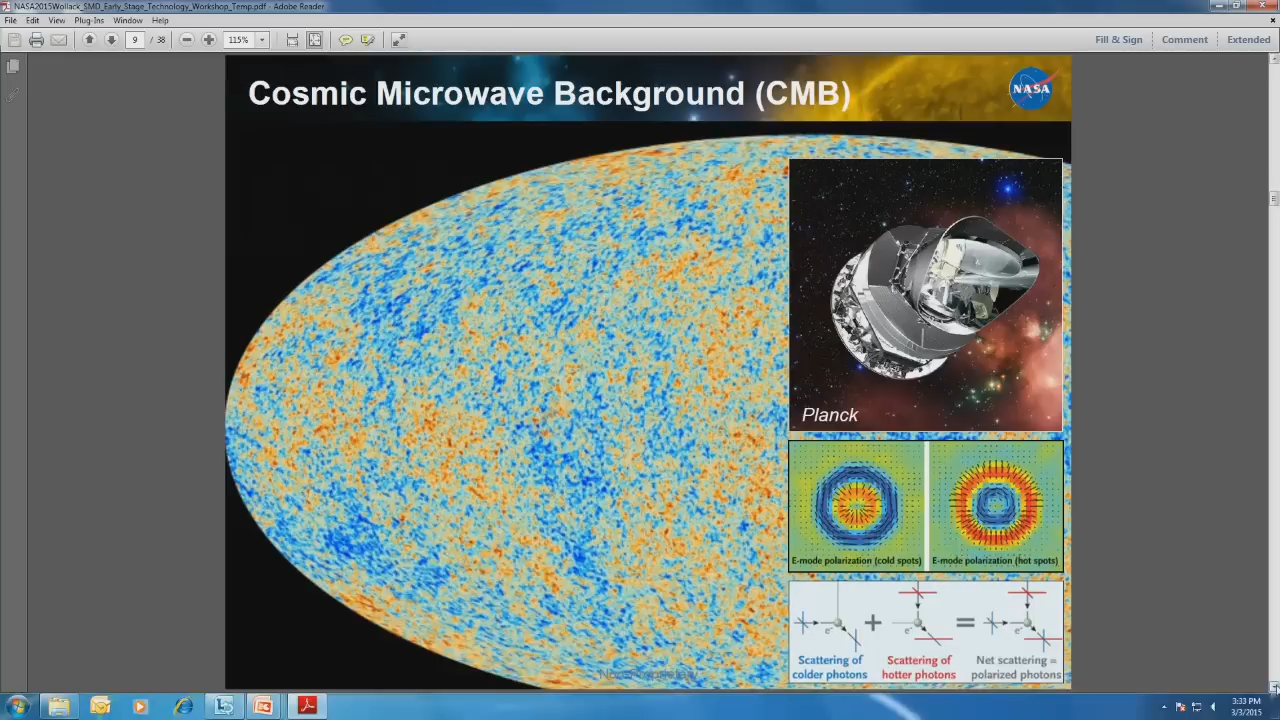 NASA2015Wollack_SMD_Early_Stage_Technology_Workshop_Temp.pdf - Adobe Reader
File Edit View Plug-Ins Window Help
9 / 38 115% Fill & Sign Comment Extended
Cosmic Microwave Background (CMB)
NASA
Planck
E-mode polarization (cold spots) E-mode polarization (hot spots)
e⁻ + e⁻ = e⁻
Scattering of colder photons
Scattering of hotter photons
Net scattering = polarized photons
3:33 PM
3/3/2015